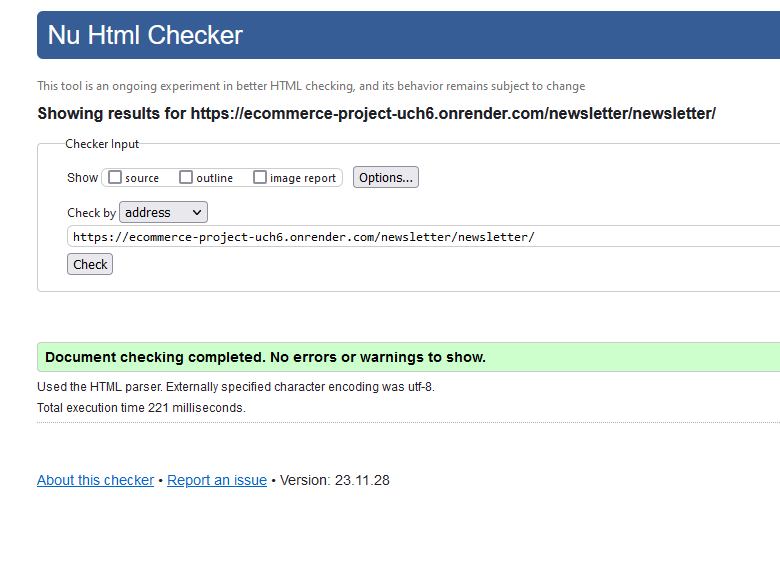 Nu Html Checker
This tool is an ongoing experiment in better HTML checking, and its behavior remains subject to change
Showing results for https://ecommerce-project-uch6.onrender.com/newsletter/newsletter/
Checker Input
Show source outline image report Options...
Check by address
https://ecommerce-project-uch6.onrender.com/newsletter/newsletter/
Check
Document checking completed. No errors or warnings to show.
Used the HTML parser. Externally specified character encoding was utf-8.
Total execution time 221 milliseconds.
About this checker • Report an issue • Version: 23.11.28